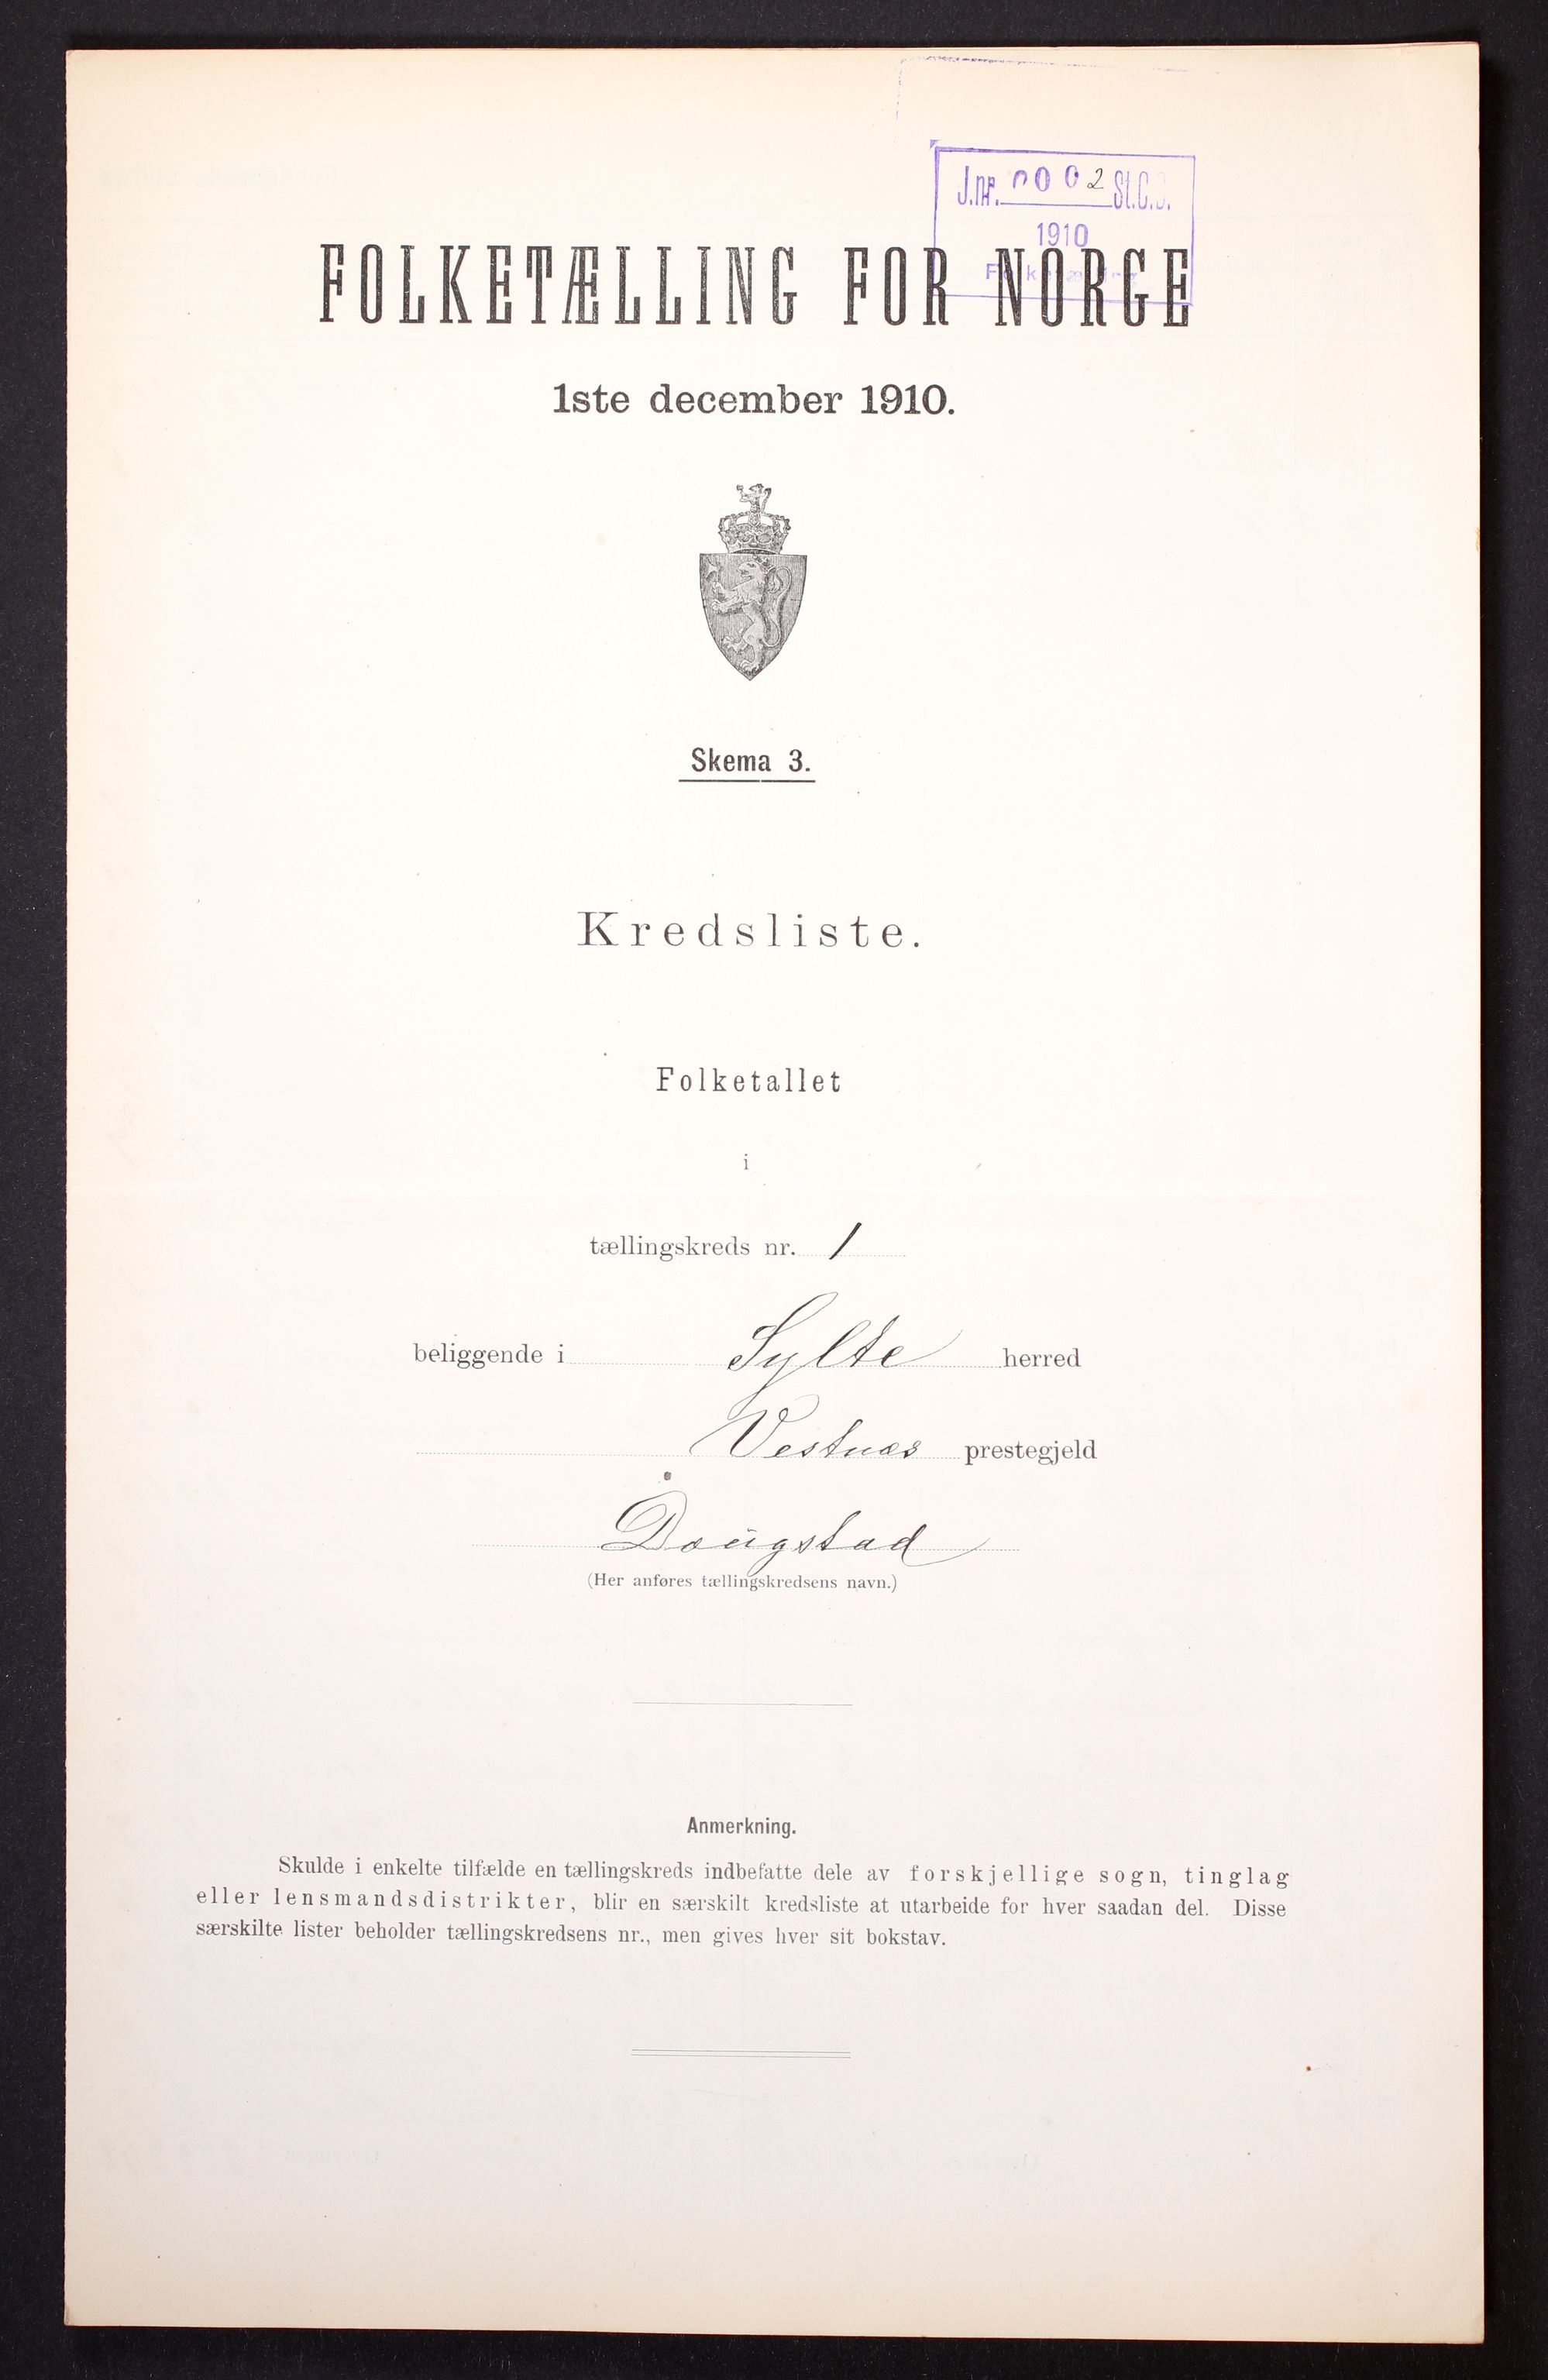 J.nr. 0002 St.C.B.
1910
Folketælling
FOLKETÆLLING FOR NORGE
1ste december 1910.
Skema 3.
Kredsliste.
Folketallet
i
tællingskreds nr. 1
beliggende i Sylte herred
Vestnes prestegjeld
Daugstad
(Her anføres tællingskredsens navn.)
Anmerkning.
Skulde i enkelte tilfælde en tællingskreds indbefatte dele av forskjellige sogn, tinglag
eller lensmandsdistrikter, blir en særskilt kredsliste at utarbeide for hver saadan del. Disse
særskilte lister beholder tællingskredsens nr., men gives hver sit bokstav.